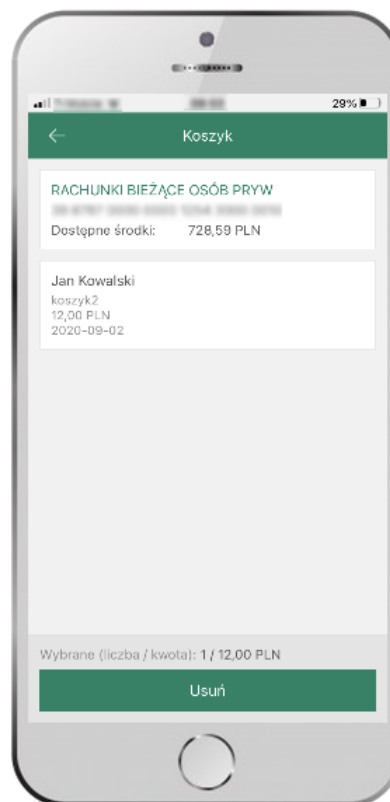 29%
Koszyk
RACHUNKI BIEŻĄCE OSÓB PRYW
Dostępne środki: 728,59 PLN
Jan Kowalski
koszyk2
12,00 PLN
2020-09-02
Wybrane (liczba / kwota): 1 / 12,00 PLN
Usuń